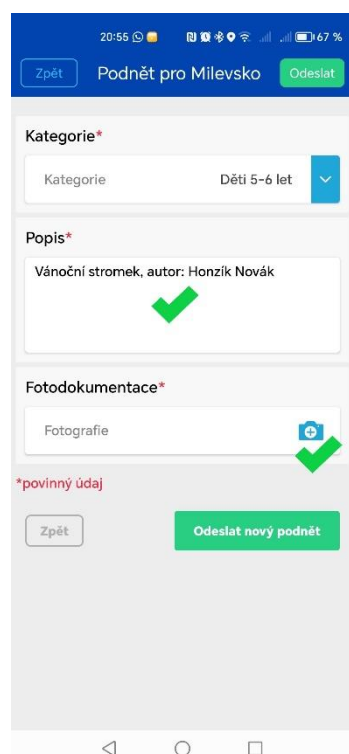 20:55 67 %
Zpět Podnět pro Milevsko Odeslat
Kategorie*
Kategorie Děti 5-6 let
Popis*
Vánoční stromek, autor: Honzík Novák
Fotodokumentace*
Fotografie
*povinný údaj
Zpět Odeslat nový podnět